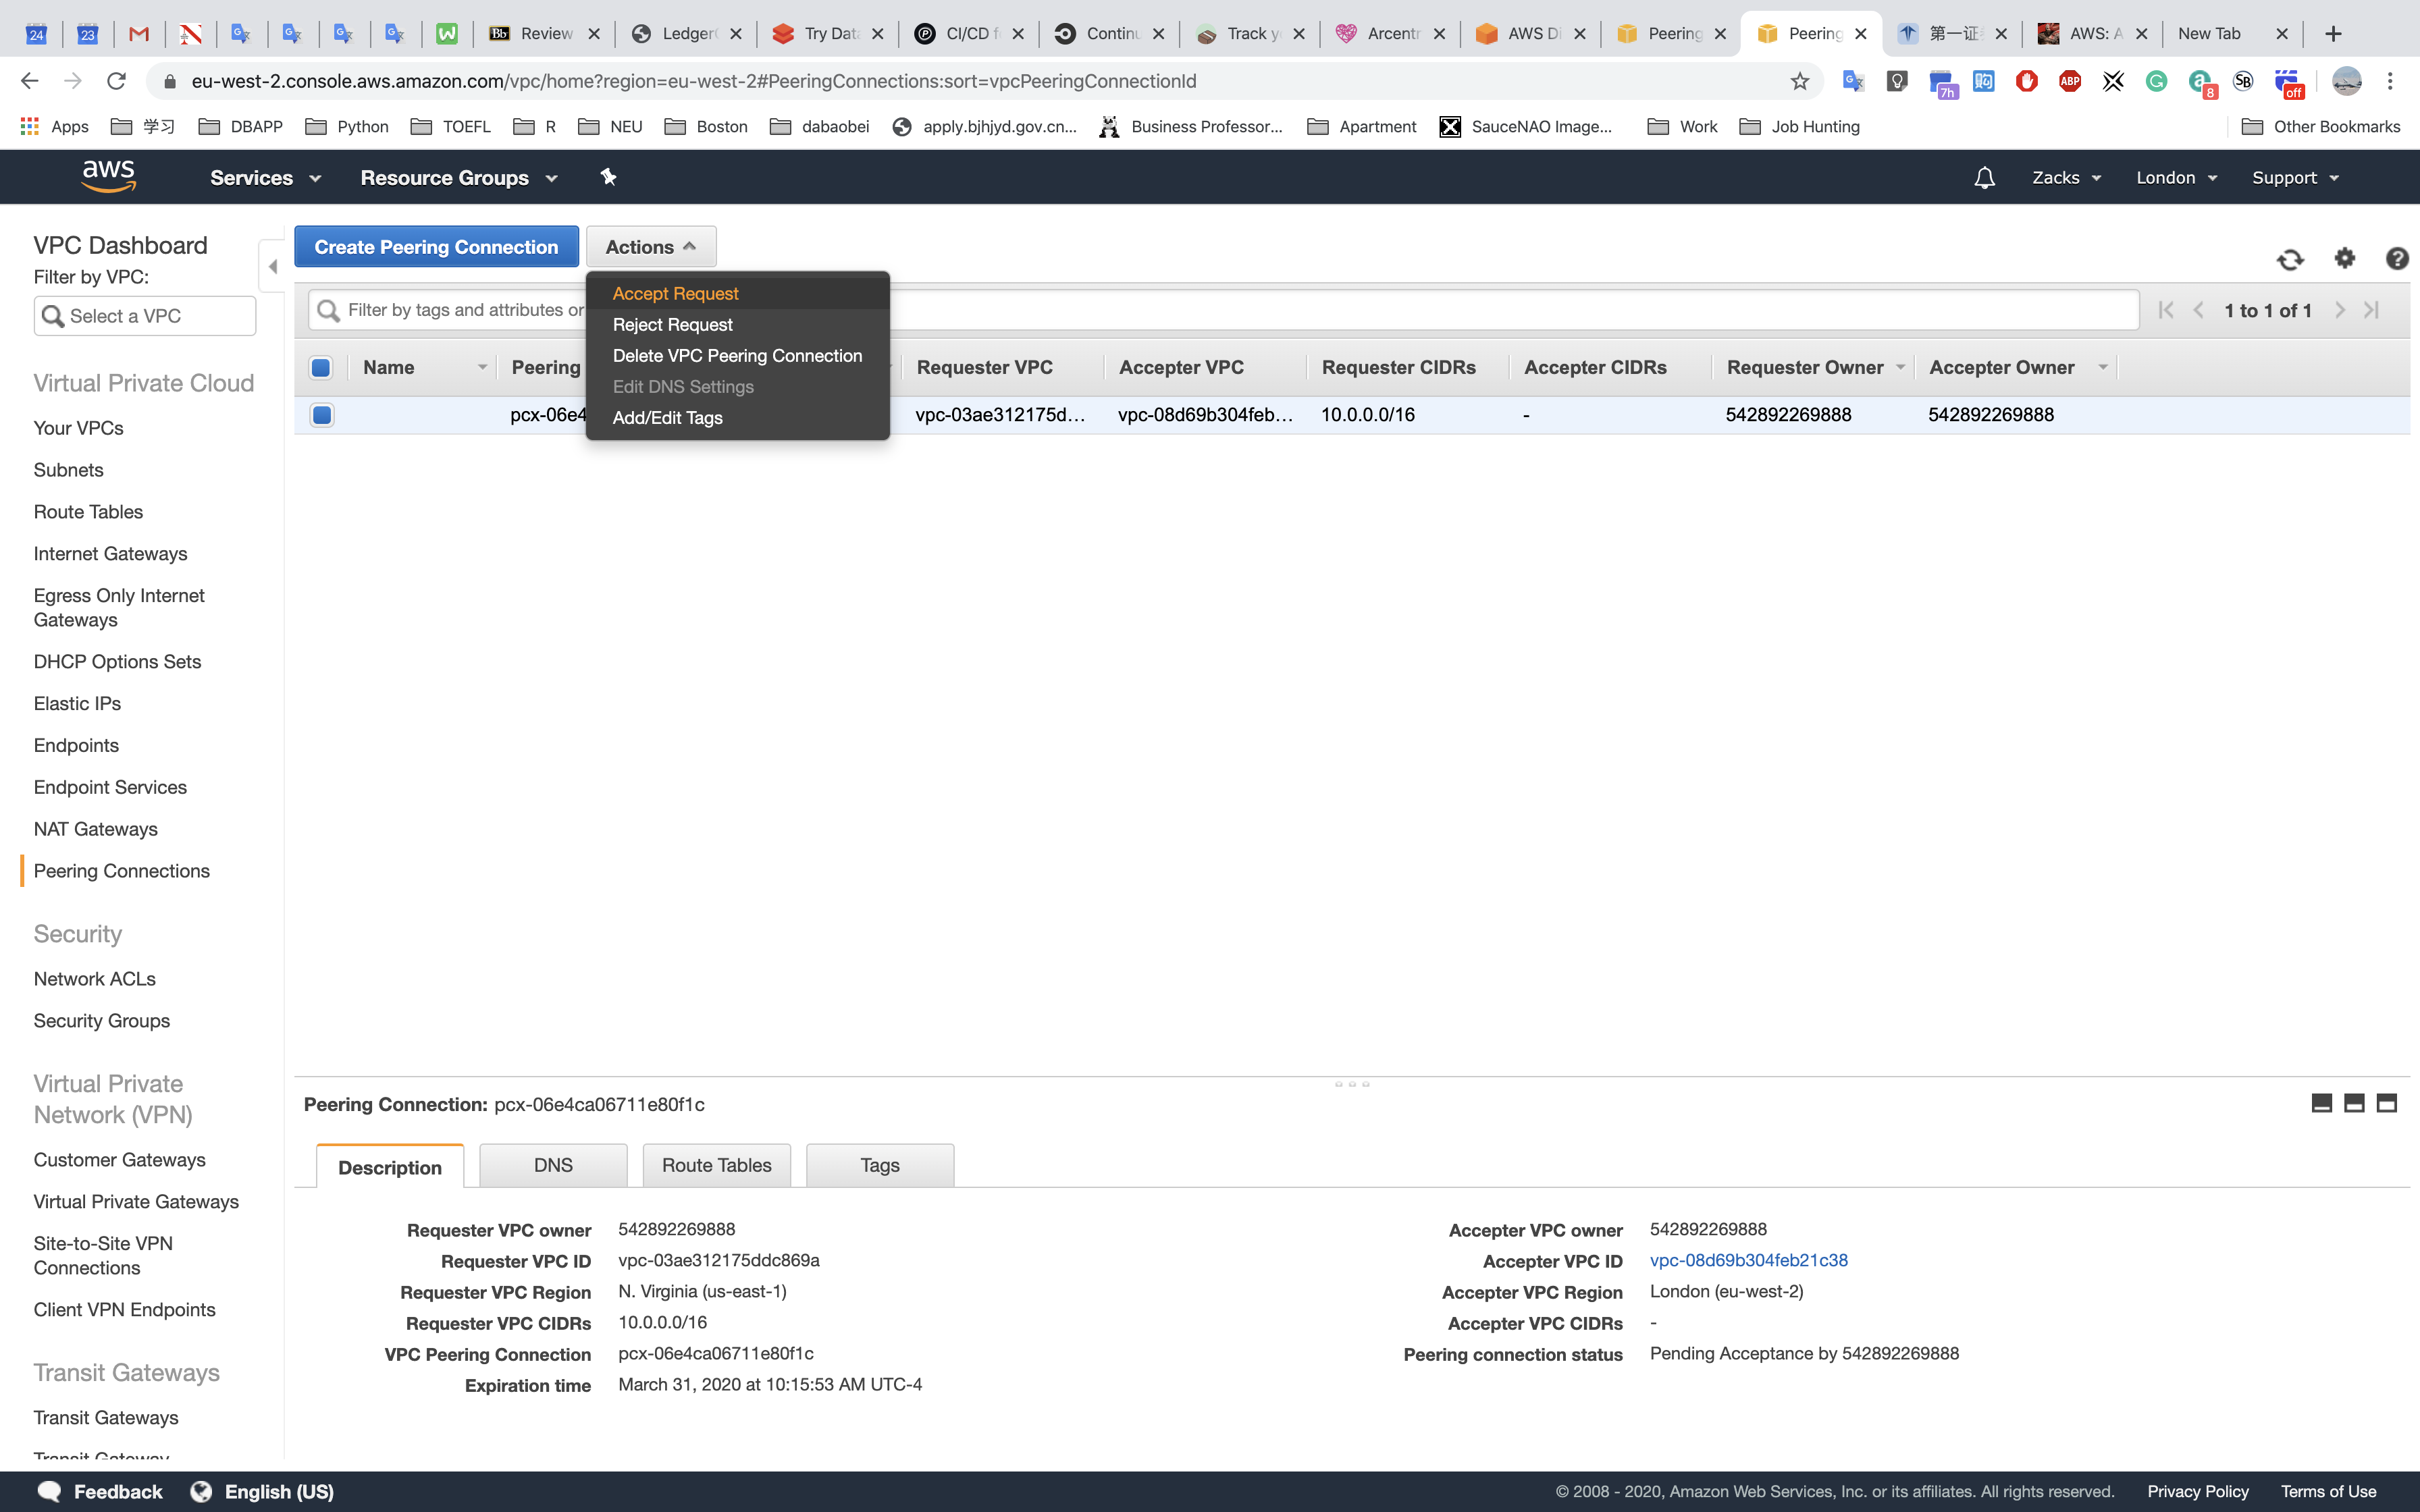 24
23
Review
Ledger
Try Dat
CI/CD f
Contin
Track y
Arcentr
AWS Di
Peering
Peering
第一证
AWS: A
New Tab
eu-west-2.console.aws.amazon.com/vpc/home?region=eu-west-2#PeeringConnections:sort=vpcPeeringConnectionId
7h
ABP
8
SB
off
Apps
学习
DBAPP
Python
TOEFL
R
NEU
Boston
dabaobei
apply.bjhjyd.gov.cn...
Business Professor...
Apartment
SauceNAO Image...
Work
Job Hunting
Other Bookmarks
aws
Services
Resource Groups
Zacks
London
Support
VPC Dashboard
Filter by VPC:
Select a VPC
Virtual Private Cloud
Your VPCs
Subnets
Route Tables
Internet Gateways
Egress Only Internet
Gateways
DHCP Options Sets
Elastic IPs
Endpoints
Endpoint Services
NAT Gateways
Peering Connections
Security
Network ACLs
Security Groups
Virtual Private
Network (VPN)
Customer Gateways
Virtual Private Gateways
Site-to-Site VPN
Connections
Client VPN Endpoints
Transit Gateways
Transit Gateways
Transit Gateway
Create Peering Connection
Actions
Accept Request
Reject Request
Delete VPC Peering Connection
Edit DNS Settings
Add/Edit Tags
Filter by tags and attributes or
1 to 1 of 1
Name
Peering
Requester VPC
Accepter VPC
Requester CIDRs
Accepter CIDRs
Requester Owner
Accepter Owner
pcx-06e4
vpc-03ae312175d...
vpc-08d69b304feb...
10.0.0.0/16
-
542892269888
542892269888
Peering Connection: pcx-06e4ca06711e80f1c
Description
DNS
Route Tables
Tags
Requester VPC owner 542892269888
Requester VPC ID vpc-03ae312175ddc869a
Requester VPC Region N. Virginia (us-east-1)
Requester VPC CIDRs 10.0.0.0/16
VPC Peering Connection pcx-06e4ca06711e80f1c
Expiration time March 31, 2020 at 10:15:53 AM UTC-4
Accepter VPC owner 542892269888
Accepter VPC ID vpc-08d69b304feb21c38
Accepter VPC Region London (eu-west-2)
Accepter VPC CIDRs -
Peering connection status Pending Acceptance by 542892269888
Feedback
English (US)
© 2008 - 2020, Amazon Web Services, Inc. or its affiliates. All rights reserved.
Privacy Policy
Terms of Use